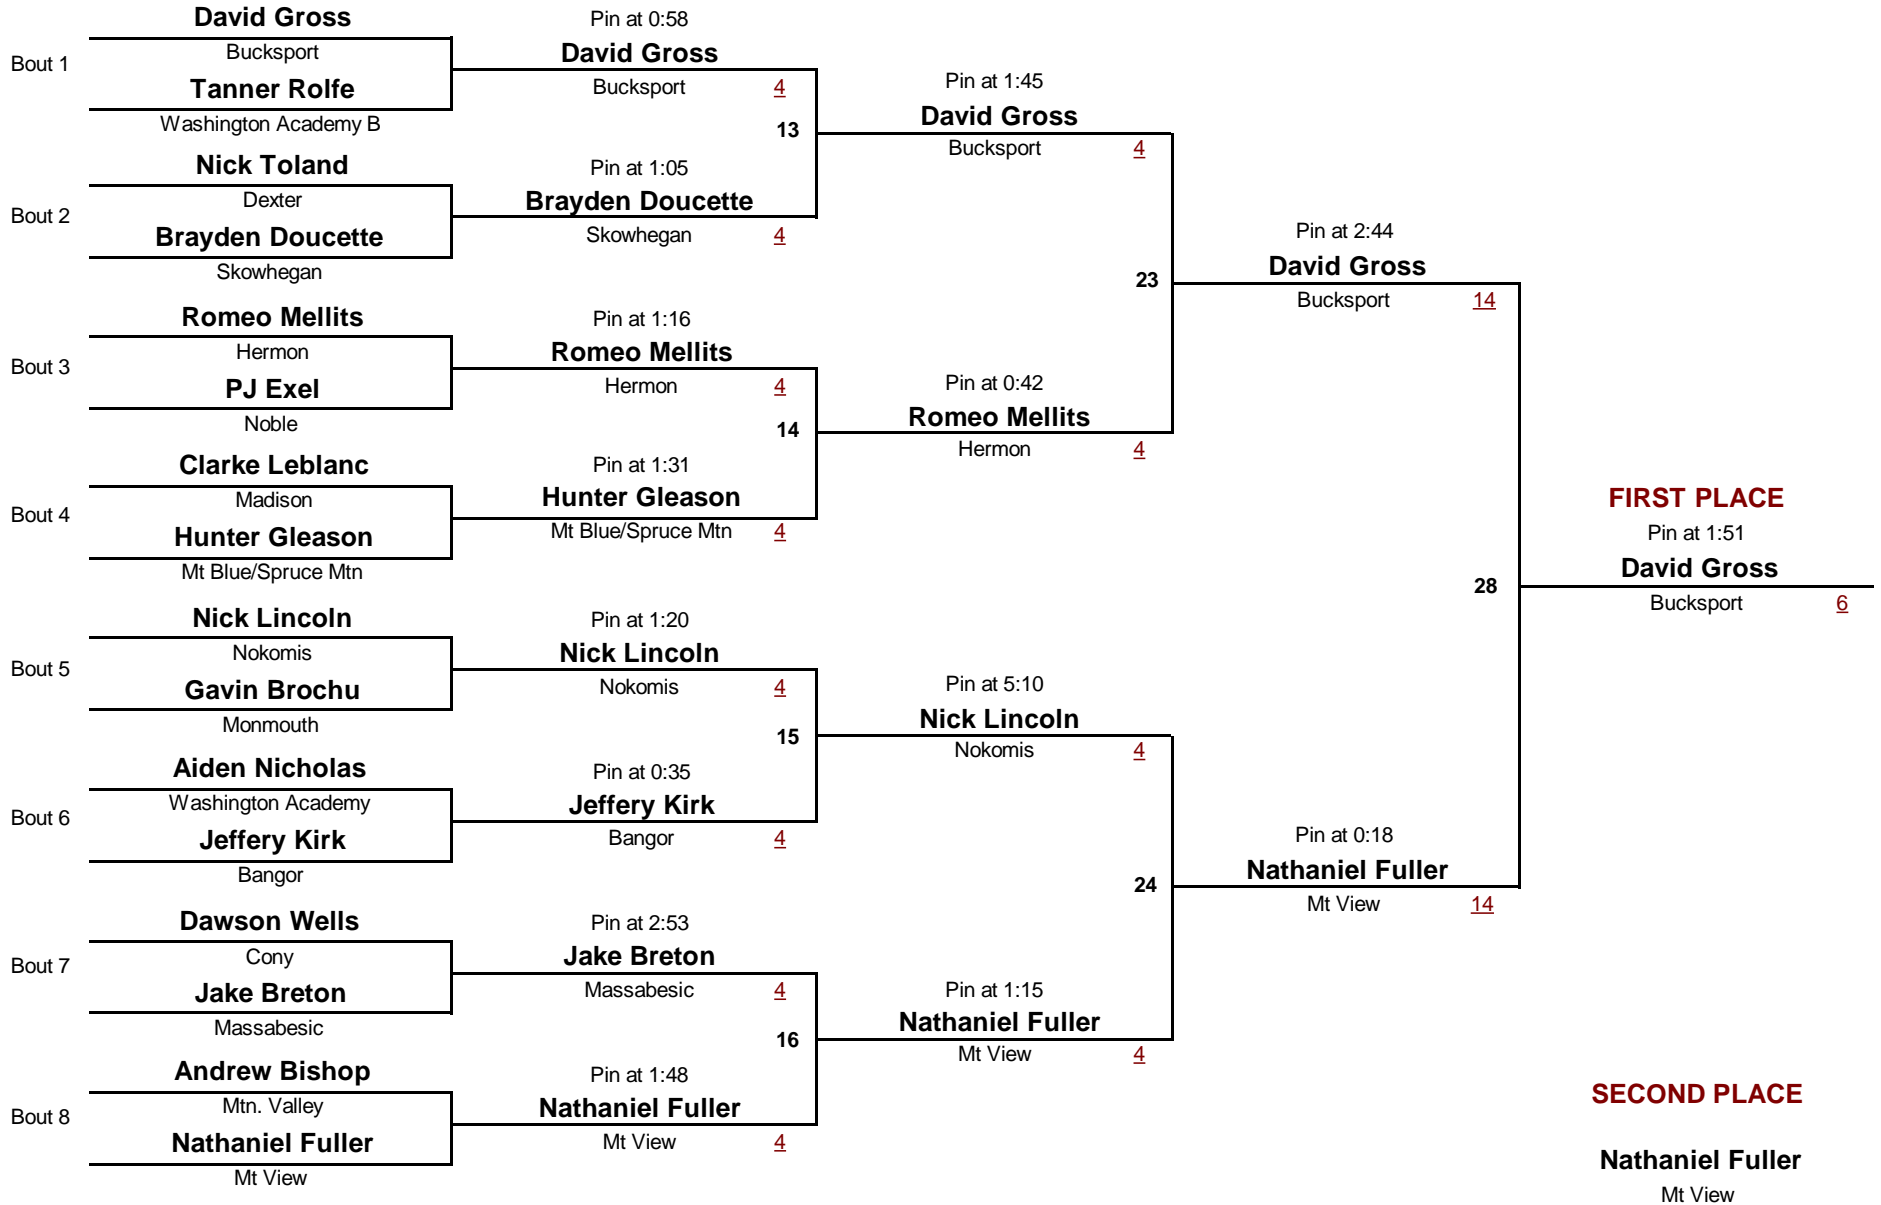 Bout 1
David Gross
Bucksport
Tanner Rolfe
Washington Academy B
Bout 2
Nick Toland
Dexter
Brayden Doucette
Skowhegan
Bout 3
Romeo Mellits
Hermon
PJ Exel
Noble
Bout 4
Clarke Leblanc
Madison
Hunter Gleason
Mt Blue/Spruce Mtn
Bout 5
Nick Lincoln
Nokomis
Gavin Brochu
Monmouth
Bout 6
Aiden Nicholas
Washington Academy
Jeffery Kirk
Bangor
Bout 7
Dawson Wells
Cony
Jake Breton
Massabesic
Bout 8
Andrew Bishop
Mtn. Valley
Nathaniel Fuller
Mt View
Pin at 0:58
David Gross
Bucksport 4
13
Pin at 1:05
Brayden Doucette
Skowhegan 4
Pin at 1:16
Romeo Mellits
Hermon 4
14
Pin at 1:31
Hunter Gleason
Mt Blue/Spruce Mtn 4
Pin at 1:20
Nick Lincoln
Nokomis 4
15
Pin at 0:35
Jeffery Kirk
Bangor 4
Pin at 2:53
Jake Breton
Massabesic 4
16
Pin at 1:48
Nathaniel Fuller
Mt View 4
Pin at 1:45
David Gross
Bucksport 4
23
Pin at 0:42
Romeo Mellits
Hermon 4
Pin at 5:10
Nick Lincoln
Nokomis 4
24
Pin at 1:15
Nathaniel Fuller
Mt View 4
Pin at 2:44
David Gross
Bucksport 14
28
Pin at 0:18
Nathaniel Fuller
Mt View 14
FIRST PLACE
Pin at 1:51
David Gross
Bucksport 6
SECOND PLACE
Nathaniel Fuller
Mt View